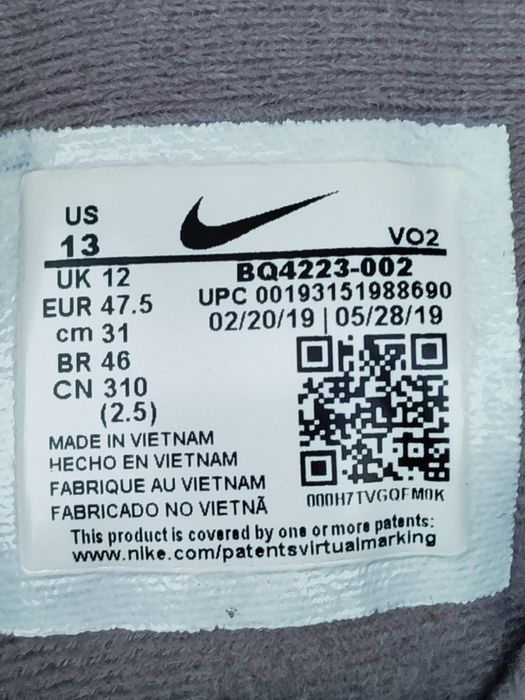 US
13
VO2
UK 12
EUR 47.5
cm 31
BR 46
CN 310
(2.5)
BQ4223-002
UPC 00193151988690
02/20/19 | 05/28/19
000H7TVGQFM0K
MADE IN VIETNAM
HECHO EN VIETNAM
FABRIQUE AU VIETNAM
FABRICADO NO VIETNÃ
This product is covered by one or more patents:
www.nike.com/patentsvirtualmarking